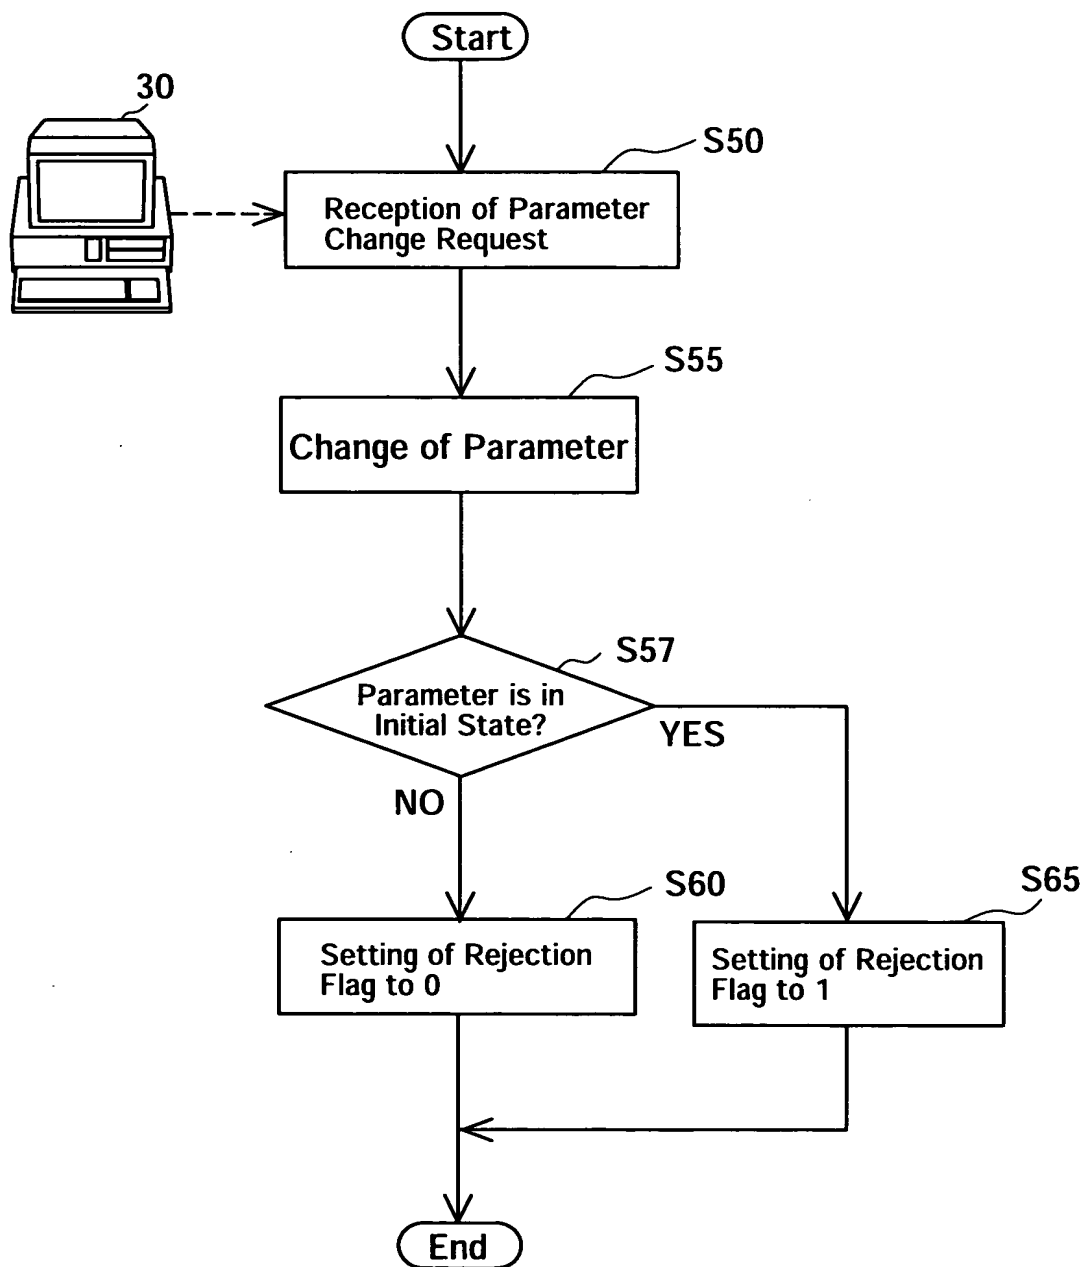 Start
30
S50
Reception of Parameter
Change Request
S55
Change of Parameter
S57
Parameter is in
Initial State?
YES
NO
S60
S65
Setting of Rejection
Flag to 0
Setting of Rejection
Flag to 1
End